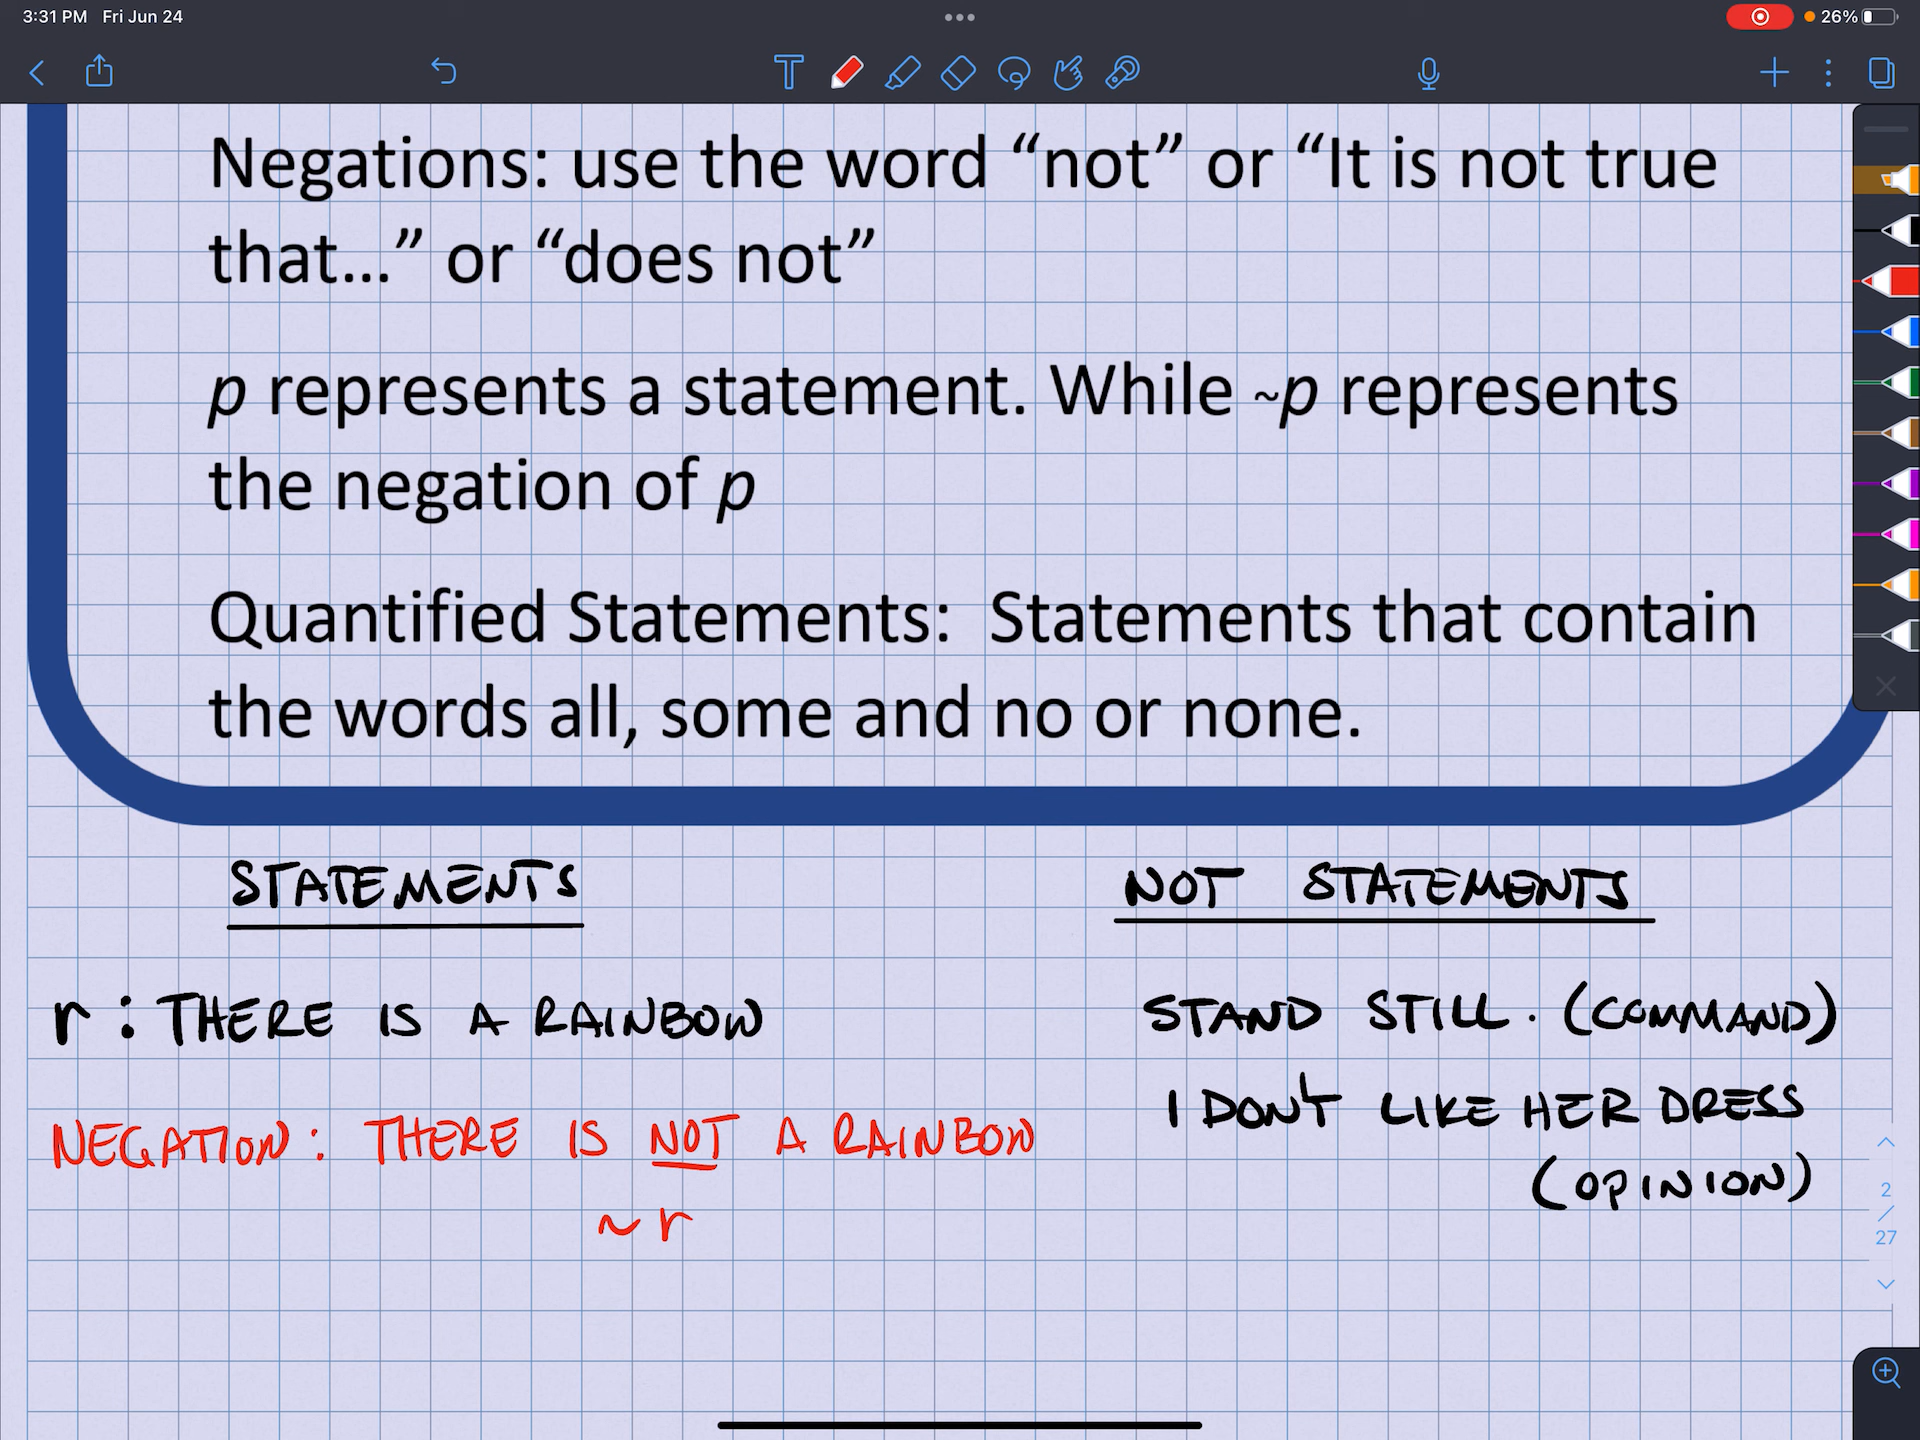 3:31 PM Fri Jun 24
26%
Negations: use the word “not” or “It is not true
that...” or “does not”
p represents a statement. While ~p represents
the negation of p
Quantified Statements: Statements that contain
the words all, some and no or none.
STATEMENTS
NOT STATEMENTS
r: THERE IS A RAINBOW
STAND STILL. (COMMAND)
I DON'T LIKE HER DRESS
(OPINION)
NEGATION: THERE IS NOT A RAINBOW
~r
2
/
27